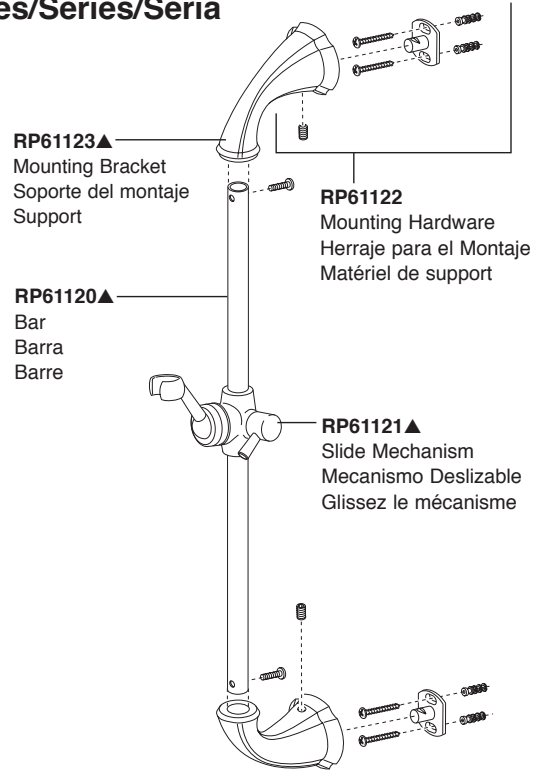 es/Series/Seria
RP61123▲
Mounting Bracket
Soporte del montaje
Support
RP61122
Mounting Hardware
Herraje para el Montaje
Matériel de support
RP61120▲
Bar
Barra
Barre
RP61121▲
Slide Mechanism
Mecanismo Deslizable
Glissez le mécanisme